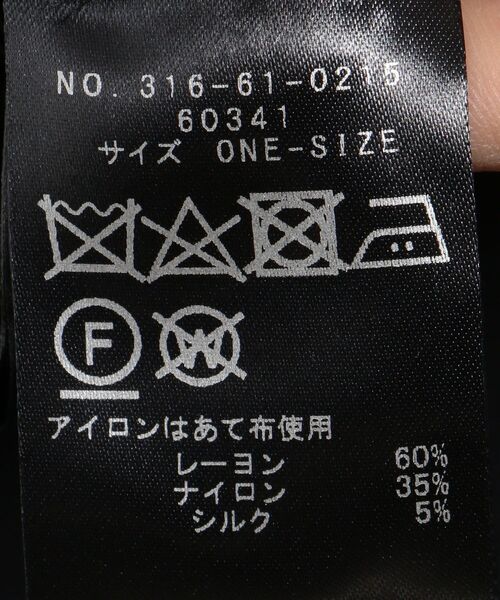 NO. 316-61-0215
60341
サイズ ONE-SIZE
F W
アイロンはあて布使用
レーヨン 60%
ナイロン 35%
シルク 5%